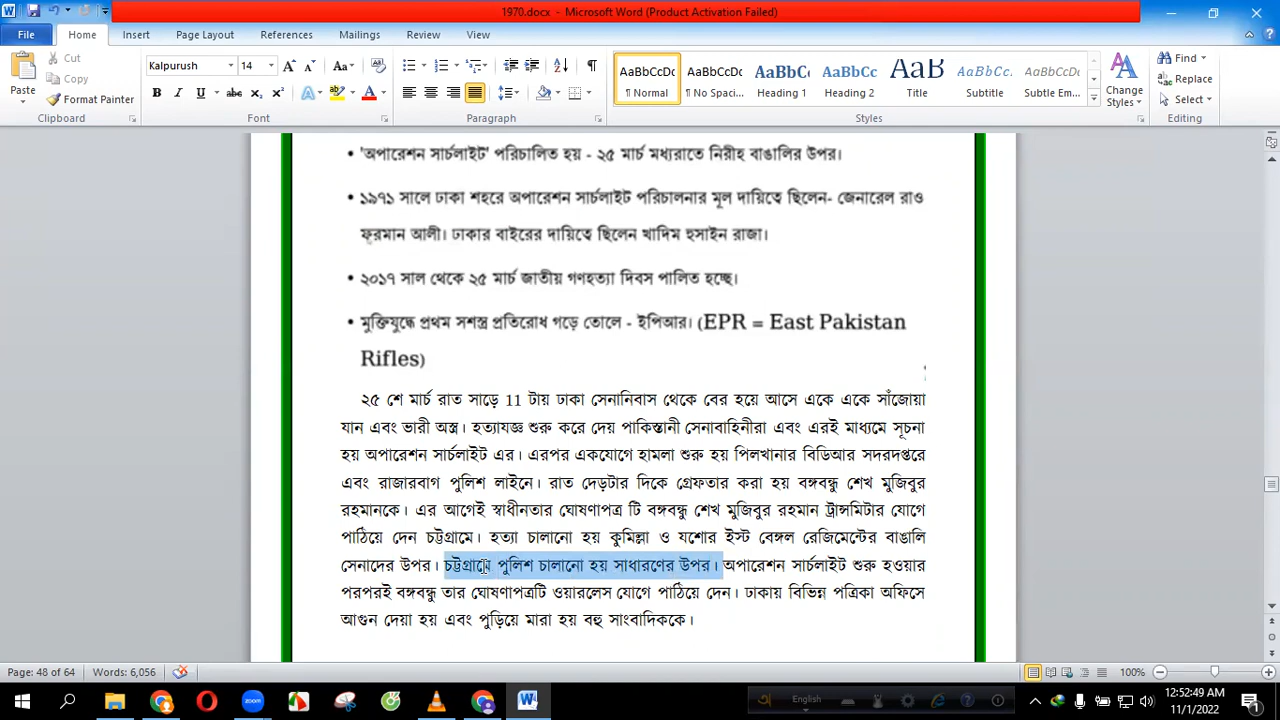 1970.docx - Microsoft Word (Product Activation Failed)
File Home Insert Page Layout References Mailings Review View
Paste Cut Copy Format Painter
Kalpurush 14
B I U abc x₂ x² Aa A A
AaBbCcDc AaBbCcDc AaBbC AaBbCc AaB AaBbCcL AaBbCcDc
¶ Normal ¶ No Spaci... Heading 1 Heading 2 Title Subtitle Subtle Em...
Change Styles
Find Replace Select
Clipboard Font Paragraph Styles Editing
• 'অপারেশন সার্চলাইট' পরিচালিত হয় - ২৫ মার্চ মধ্যরাতে নিরীহ বাঙালির উপর।
• ১৯৭১ সালে ঢাকা শহরে অপারেশন সার্চলাইট পরিচালনার মূল দায়িত্বে ছিলেন- জেনারেল রাও
ফরমান আলী। ঢাকার বাইরের দায়িত্বে ছিলেন খাদিম হুসাইন রাজা।
• ২০১৭ সাল থেকে ২৫ মার্চ জাতীয় গণহত্যা দিবস পালিত হচ্ছে।
• মুক্তিযুদ্ধে প্রথম সশস্ত্র প্রতিরোধ গড়ে তোলে - ইপিআর। (EPR = East Pakistan
Rifles)
২৫ শে মার্চ রাত সাড়ে 11 টায় ঢাকা সেনানিবাস থেকে বের হয়ে আসে একে একে সাঁজোয়া
যান এবং ভারী অস্ত্র। হত্যাযজ্ঞ শুরু করে দেয় পাকিস্তানী সেনাবাহিনীরা এবং এরই মাধ্যমে সূচনা
হয় অপারেশন সার্চলাইট এর। এরপর একযোগে হামলা শুরু হয় পিলখানার বিডিআর সদরদপ্তরে
এবং রাজারবাগ পুলিশ লাইনে। রাত দেড়টার দিকে গ্রেফতার করা হয় বঙ্গবন্ধু শেখ মুজিবুর
রহমানকে। এর আগেই স্বাধীনতার ঘোষণাপত্র টি বঙ্গবন্ধু শেখ মুজিবুর রহমান ট্রান্সমিটার যোগে
পাঠিয়ে দেন চট্টগ্রামে। হত্যা চালানো হয় কুমিল্লা ও যশোর ইস্ট বেঙ্গল রেজিমেন্টের বাঙালি
সেনাদের উপর। চট্টগ্রামে পুলিশ চালানো হয় সাধারণের উপর। অপারেশন সার্চলাইট শুরু হওয়ার
পরপরই বঙ্গবন্ধু তার ঘোষণাপত্রটি ওয়ারলেস যোগে পাঠিয়ে দেন। ঢাকায় বিভিন্ন পত্রিকা অফিসে
আগুন দেয়া হয় এবং পুড়িয়ে মারা হয় বহু সাংবাদিককে।
Page: 48 of 64 Words: 6,056 100%
zoom English 12:52:49 AM
11/1/2022